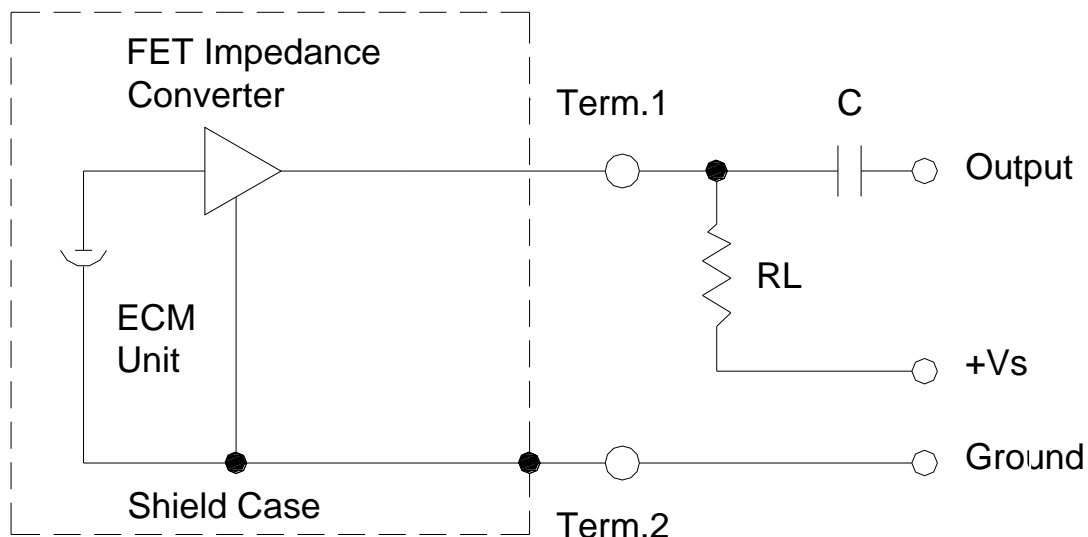 FET Impedance
Converter
Term.1
C
Output
RL
ECM
Unit
+Vs
Ground
Shield Case
Term.2